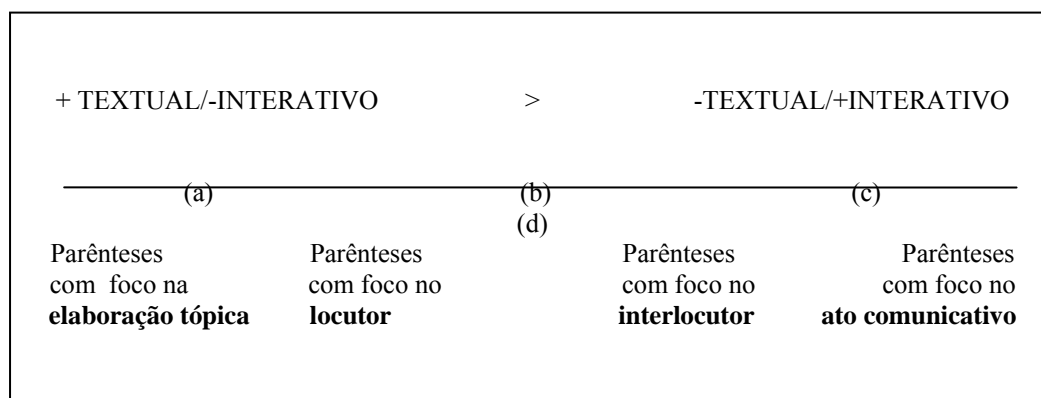 + TEXTUAL/-INTERATIVO > -TEXTUAL/+INTERATIVO
(a) (b) (c)
(d)
Parênteses Parênteses Parênteses Parênteses
com foco na com foco no com foco no com foco no
elaboração tópica locutor interlocutor ato comunicativo